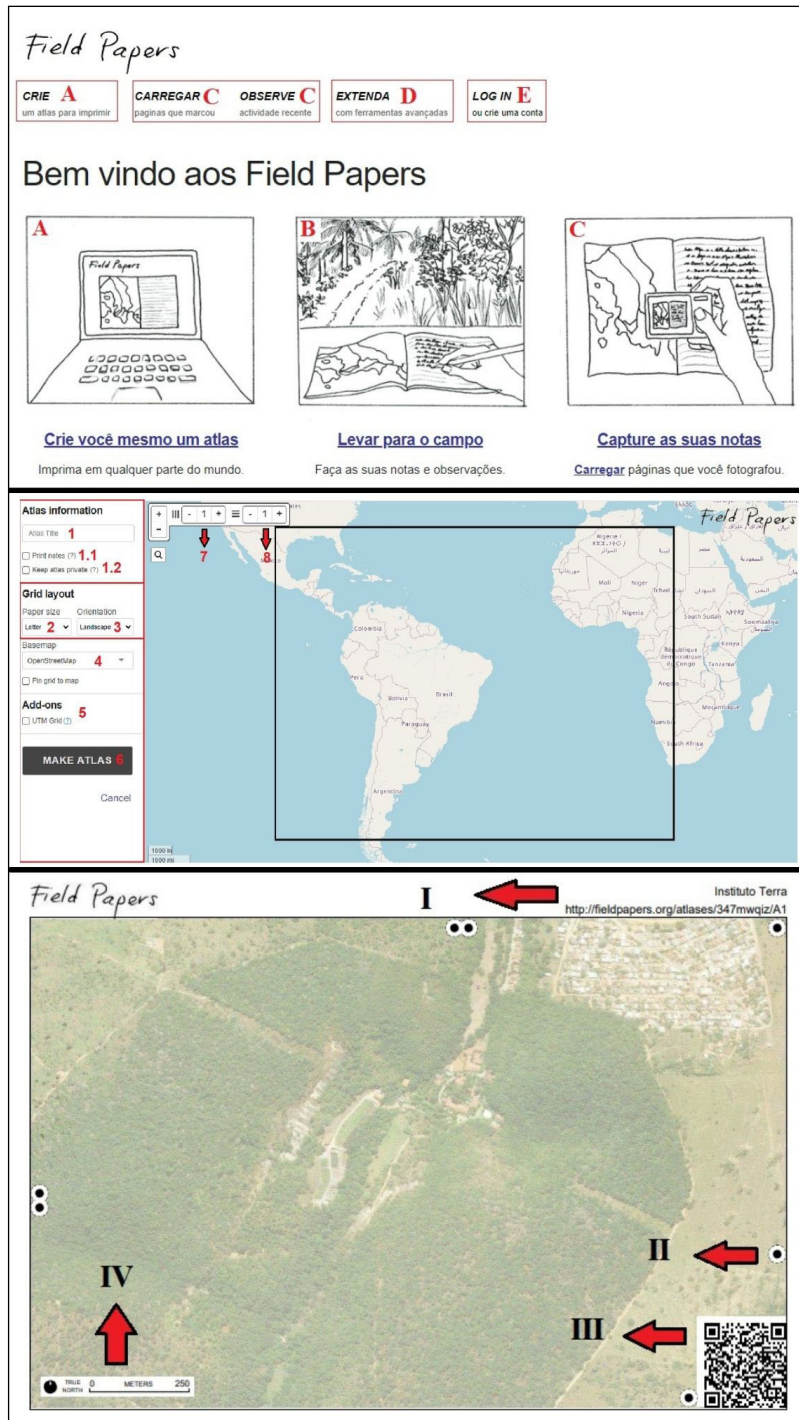 Field Papers
CRIE A CARREGAR C OBSERVE C EXTENDA D LOG IN E
um atlas para imprimir paginas que marcou actividade recente com ferramentas avançadas ou crie uma conta
Bem vindo aos Field Papers
A B C
Field Papers
Crie você mesmo um atlas Levar para o campo Capture as suas notas
Imprima em qualquer parte do mundo. Faça as suas notas e observações. Carregar páginas que você fotografou.
Atlas information
Atlas Title 1
Print notes (?) 1.1
Keep atlas private (?) 1.2
Grid layout
Paper size Orientation
Letter 2 Landscape 3
Basemap
OpenStreetMap 4
Pin grid to map
Add-ons
5
UTM Grid (?)
MAKE ATLAS 6
Cancel
+ - 1 + - 1 +
-
7 8
Field Papers
Mali
Niger
Nigeria
South Sudan
Kenya
République
démocratique
du Congo
Tanzania
Angola
Moçambique
Namibia
South Africa
Colombia
Peru
Brasil
Bolivia
Paraguay
Argentina
1000 mi
Field Papers I Instituto Terra
http://fieldpapers.org/atlases/347mwqiz/A1
II
IV
III
TRUE NORTH 0 METERS 250